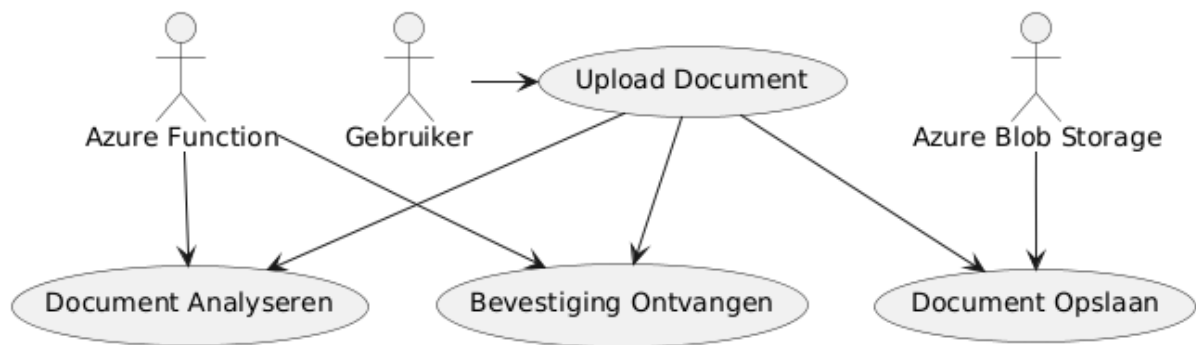 Upload Document
Azure Function
Gebruiker
Azure Blob Storage
Document Analyseren
Bevestiging Ontvangen
Document Opslaan